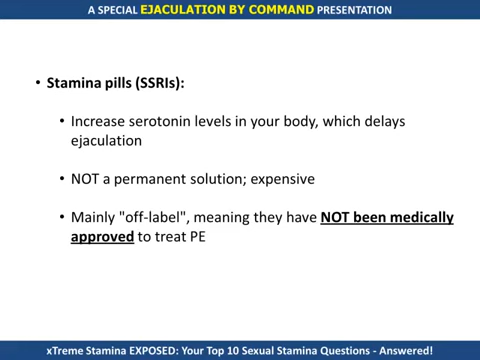 A SPECIAL EJACULATION BY COMMAND PRESENTATION
• Stamina pills (SSRIs):
• Increase serotonin levels in your body, which delays
ejaculation
• NOT a permanent solution; expensive
• Mainly "off-label", meaning they have NOT been medically
approved to treat PE
xTreme Stamina EXPOSED: Your Top 10 Sexual Stamina Questions - Answered!